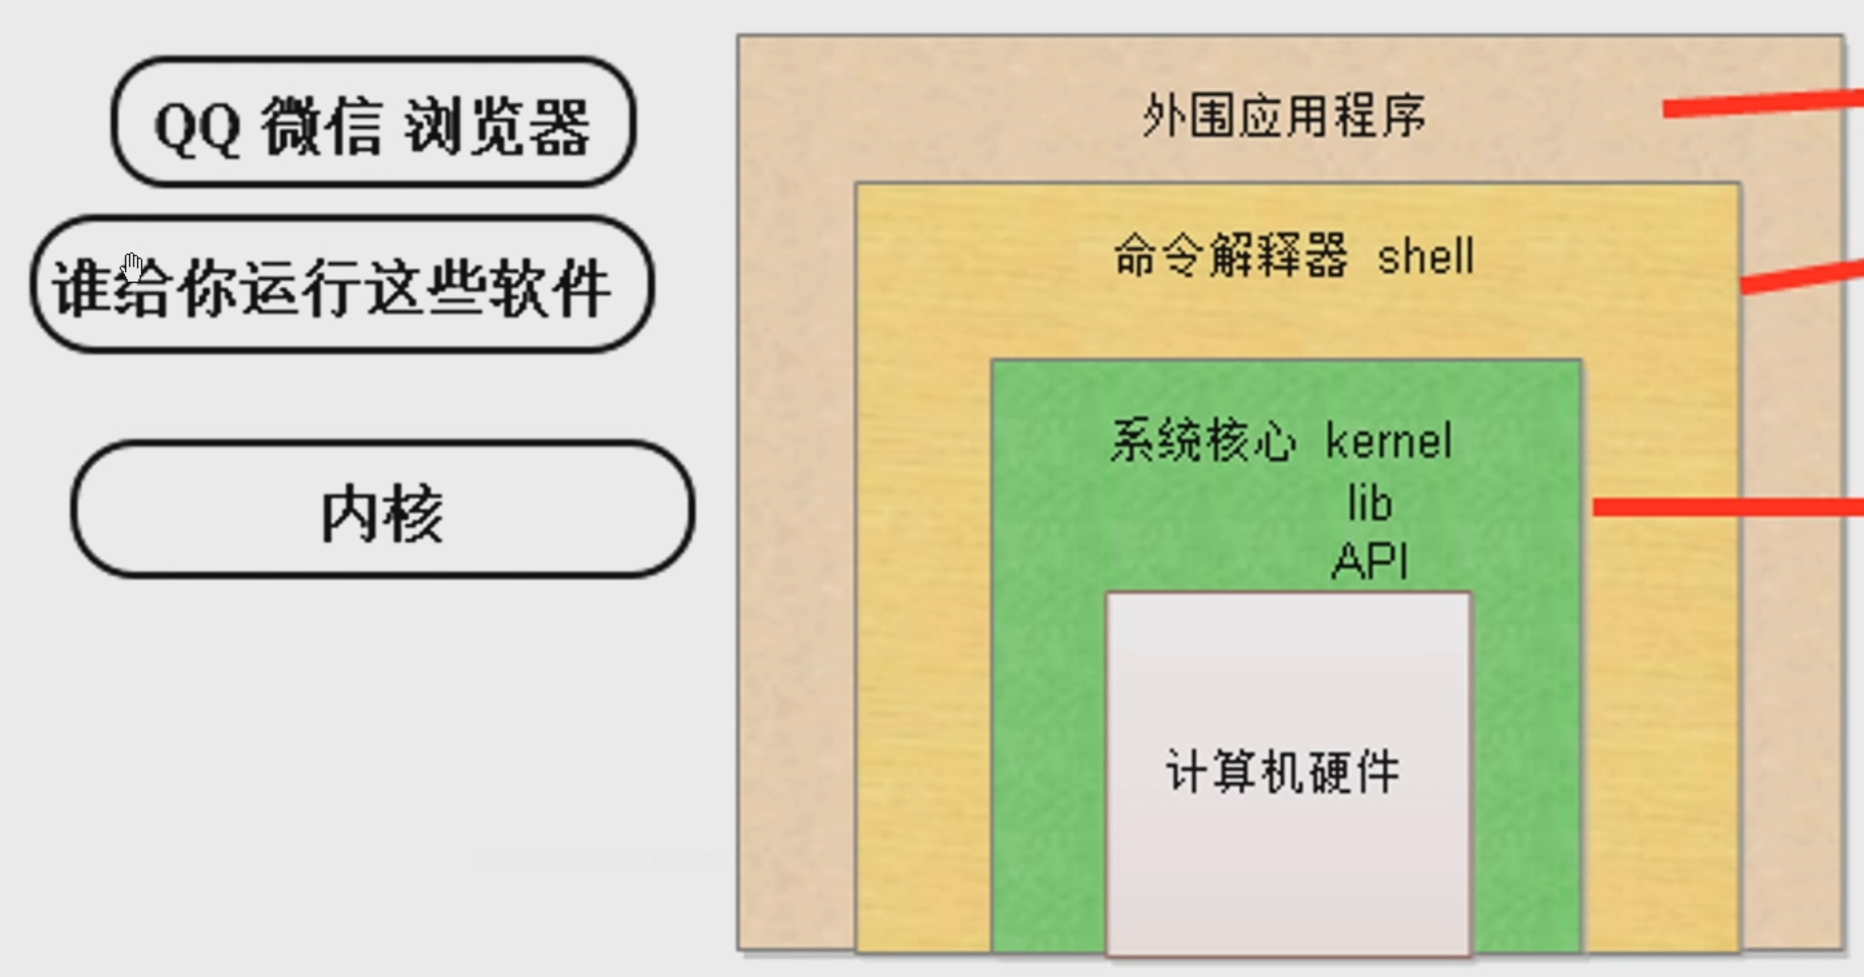 QQ 微信 浏览器
谁给你运行这些软件
内核
外围应用程序
命令解释器 shell
系统核心 kernel
lib
API
计算机硬件